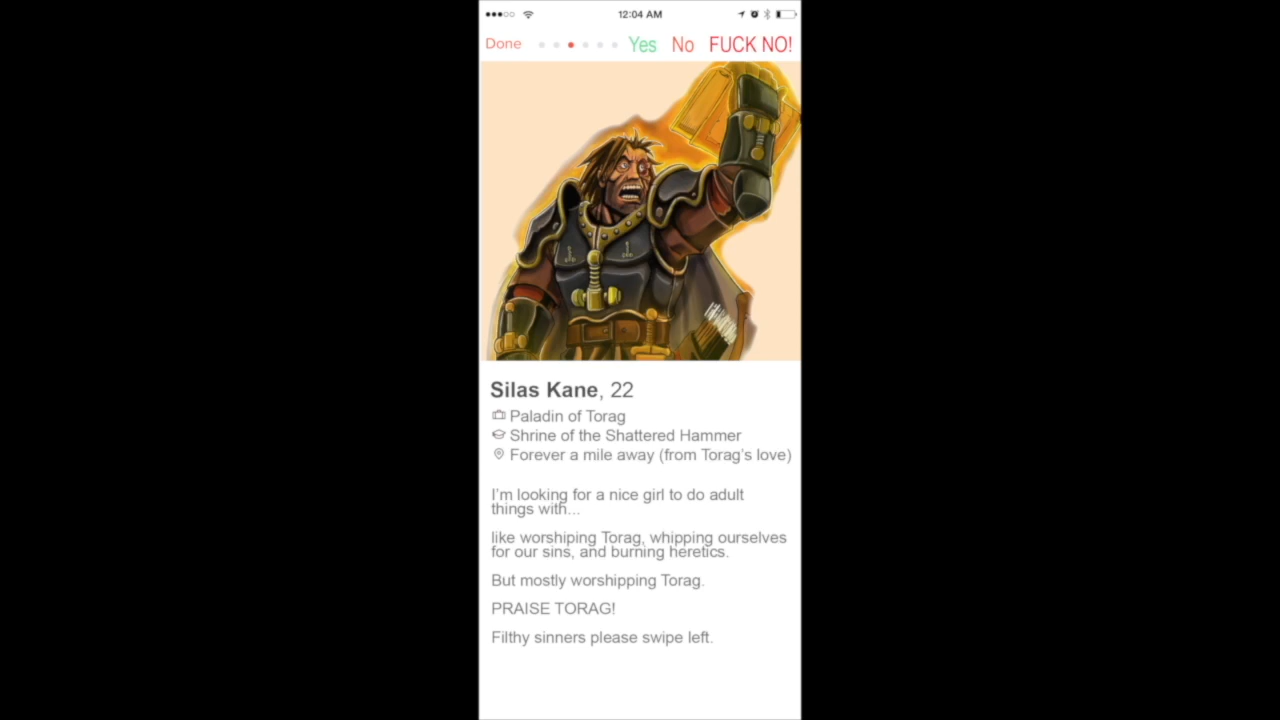 12:04 AM
Done Yes No FUCK NO!
Silas Kane, 22
Paladin of Torag
Shrine of the Shattered Hammer
Forever a mile away (from Torag's love)
I'm looking for a nice girl to do adult
things with...
like worshiping Torag, whipping ourselves
for our sins, and burning heretics.
But mostly worshipping Torag.
PRAISE TORAG!
Filthy sinners please swipe left.